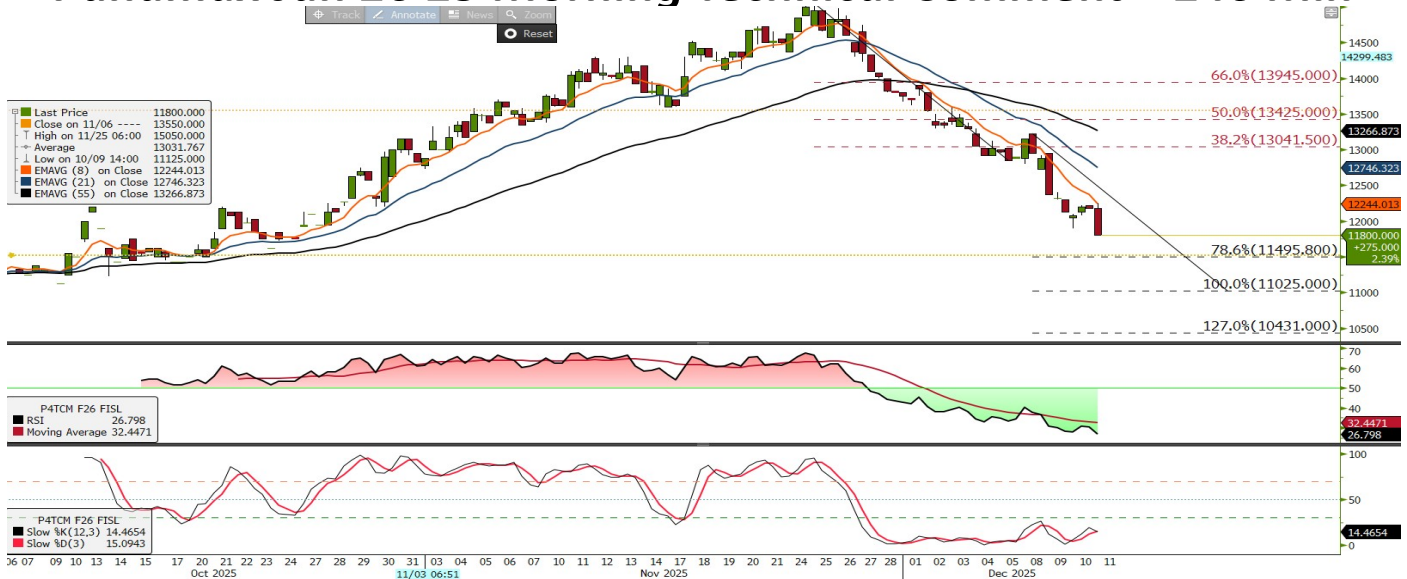 Track Annotate News Zoom
Reset
14500
14299.483
66.0%(13945.000)
14000
Last Price 11800.000
Close on 11/06 ---- 13550.000
High on 11/25 06:00 15050.000
Average 13031.767
Low on 10/09 14:00 11125.000
EMAVG (8) on Close 12244.013
EMAVG (21) on Close 12746.323
EMAVG (55) on Close 13266.873
50.0%(13425.000)
13500
13266.873
38.2%(13041.500)
13000
12746.323
12500
12244.013
12000
11800.000
+275.000
2.39%
78.6%(11495.800)
100.0%(11025.000)
11000
127.0%(10431.000)
10500
70
60
50
40
P4TCM F26 FISL
RSI 26.798
Moving Average 32.4471
32.4471
26.798
100
50
P4TCM F26 FISL
Slow %K(12,3) 14.4654
Slow %D(3) 15.0943
14.4654
0
06 07 09 10 13 14 15 17 20 21 22 23 24 27 28 29 30 31 03 04 05 06 07 10 11 12 13 14 17 18 19 20 21 24 25 26 27 28 01 02 03 04 05 08 09 10 11
Oct 2025 11/03 06:51 Nov 2025 Dec 2025